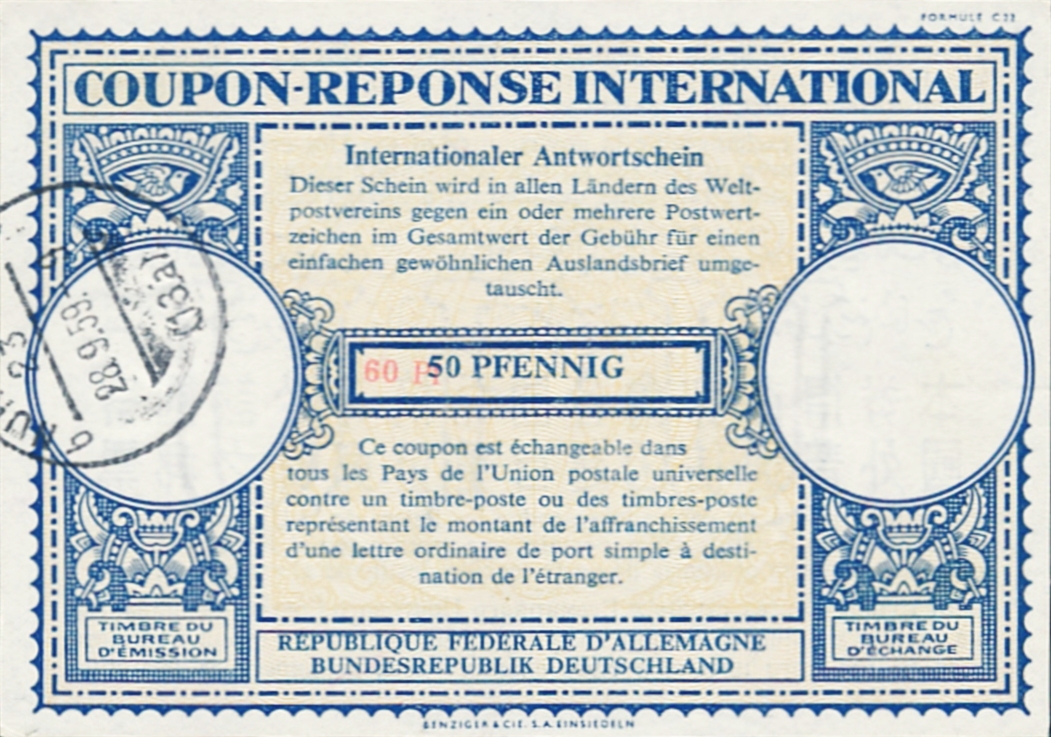 FORMULE C22
COUPON-REPONSE INTERNATIONAL
Internationaler Antwortschein
Dieser Schein wird in allen Ländern des Welt-
postvereins gegen ein oder mehrere Postwert-
zeichen im Gesamtwert der Gebühr für einen
einfachen gewöhnlichen Auslandsbrief umge-
tauscht.
60 Pf
50 PFENNIG
(13a)
28.9.59.
Ce coupon est échangeable dans
tous les Pays de l'Union postale universelle
contre un timbre-poste ou des timbres-poste
représentant le montant de l'affranchissement
d'une lettre ordinaire de port simple à desti-
nation de l'étranger.
TIMBRE DU
BUREAU
D'ÉMISSION
REPUBLIQUE FEDERALE D'ALLEMAGNE
BUNDESREPUBLIK DEUTSCHLAND
TIMBRE DU
BUREAU
D'ÉCHANGE
BENZIGER & CIE. S.A. EINSIEDELN